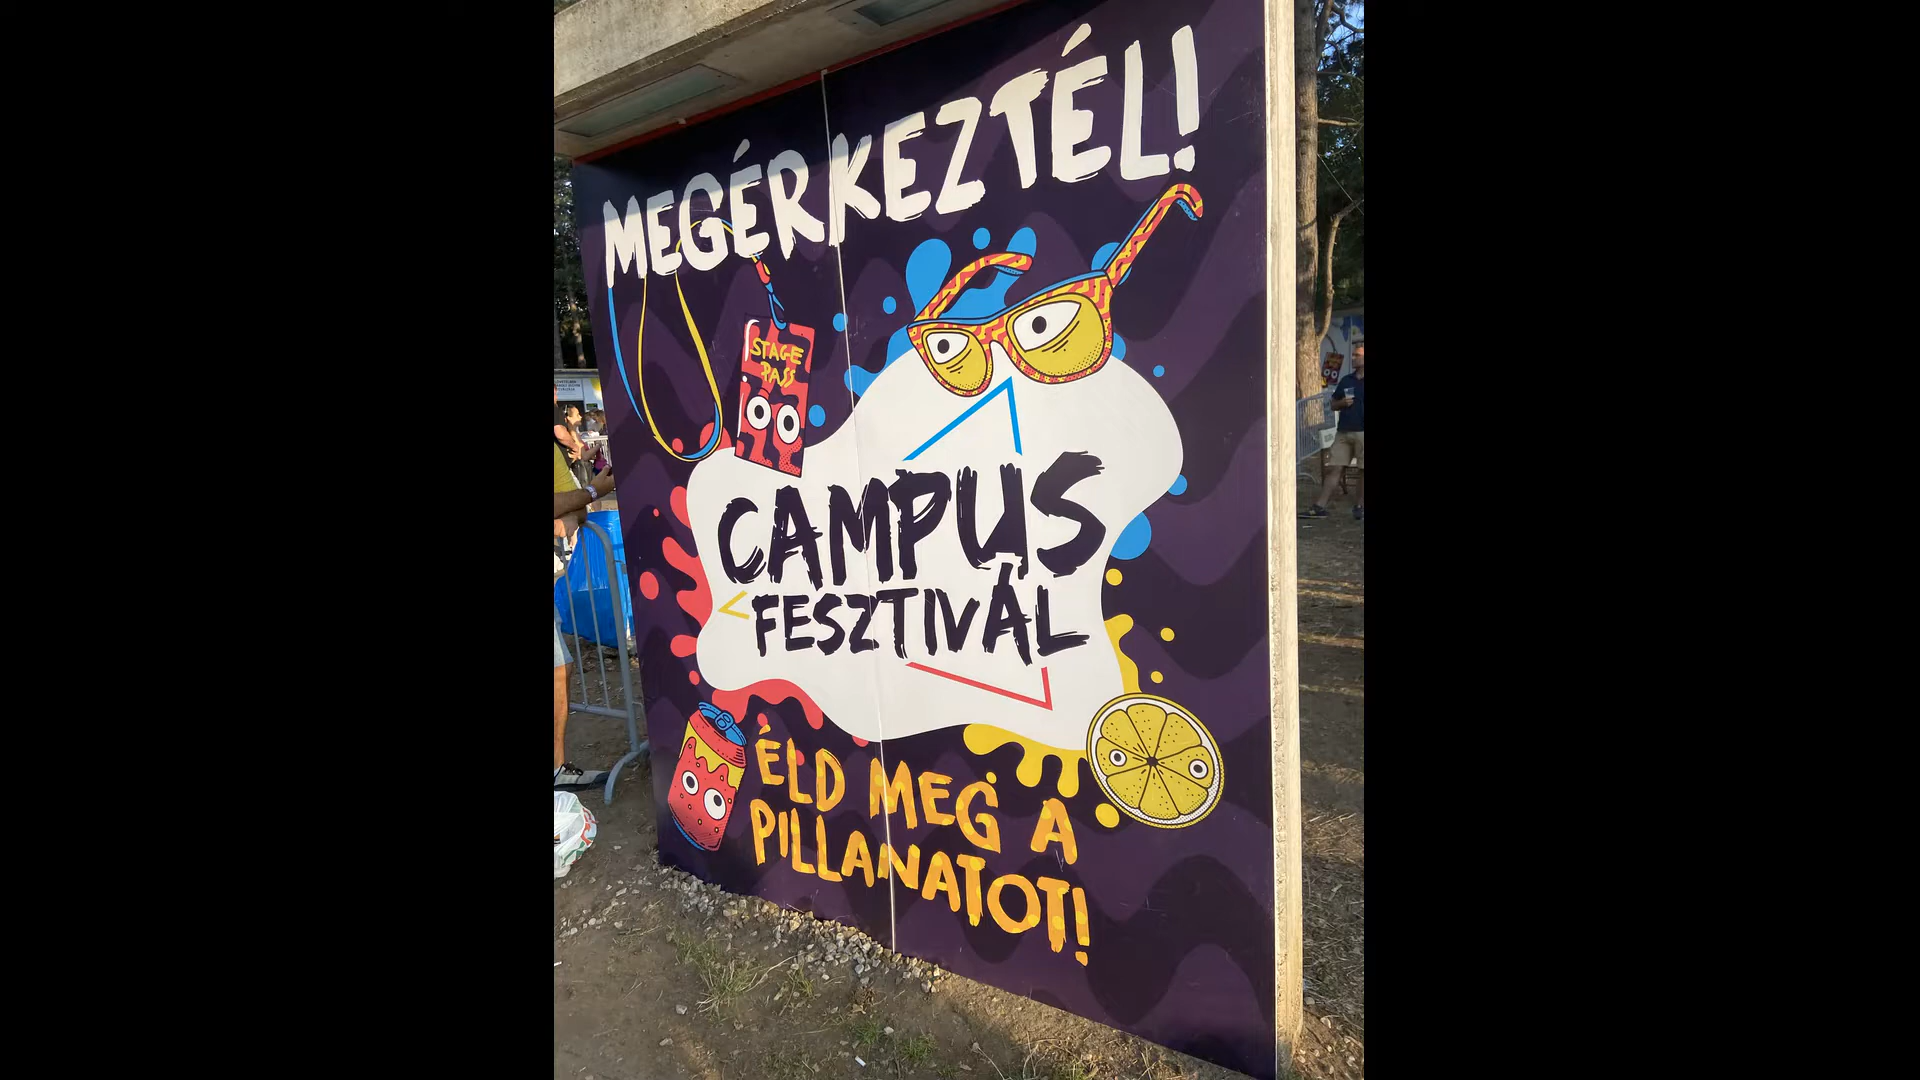 MEGÉRKEZTÉL!
STAGE
PASS
CAMPUS
FESZTIVÁL
ÉLD MEG A
PILLANATOT!